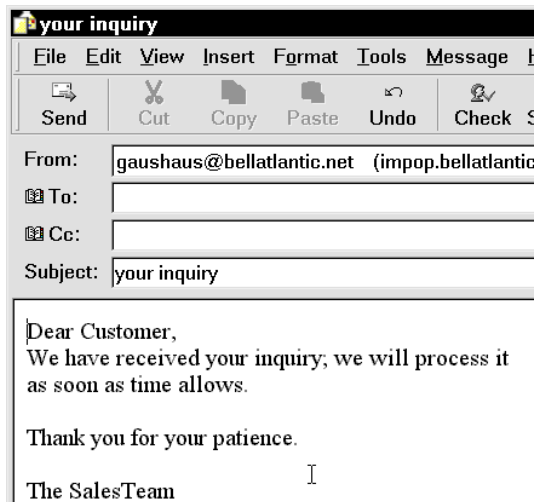 your inquiry
File Edit View Insert Format Tools Message
Send Cut Copy Paste Undo Check
From: gaushaus@bellatlantic.net (impop.bellatlantic
To:
Cc:
Subject: your inquiry
Dear Customer,
We have received your inquiry; we will process it
as soon as time allows.
Thank you for your patience.
The SalesTeam